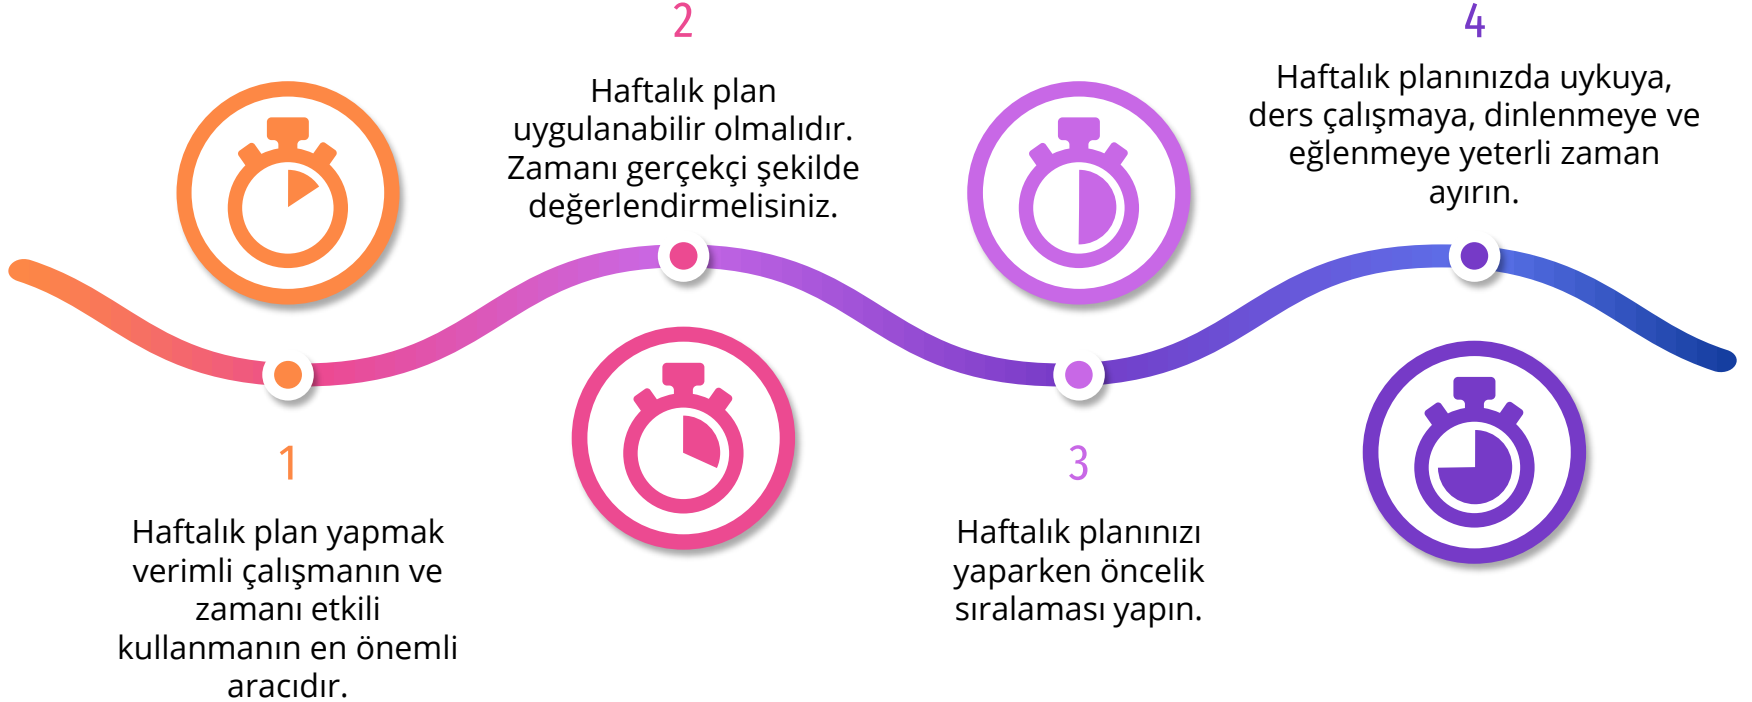 1
Haftalık plan yapmak
verimli çalışmanın ve
zamanı etkili
kullanmanın en önemli
aracıdır.
2
Haftalık plan
uygulanabilir olmalıdır.
Zamanı gerçekçi şekilde
değerlendirmelisiniz.
3
Haftalık planınızı
yaparken öncelik
sıralaması yapın.
4
Haftalık planınızda uykuya,
ders çalışmaya, dinlenmeye ve
eğlenmeye yeterli zaman
ayırın.